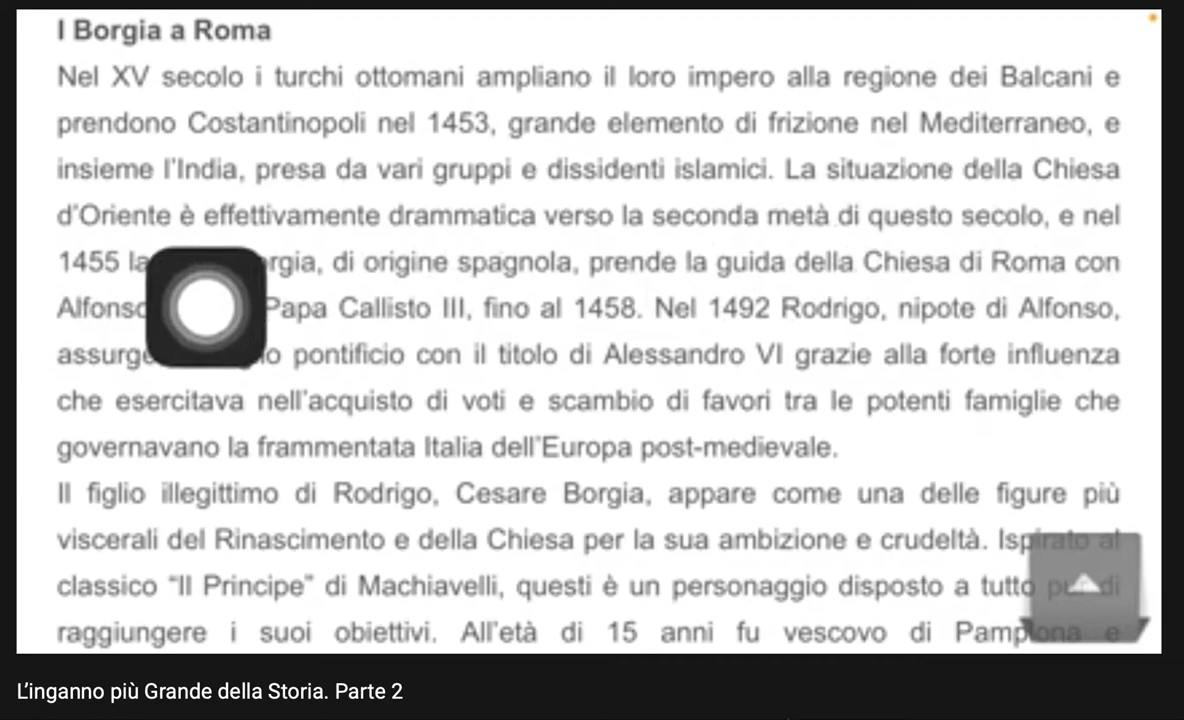 I Borgia a Roma
Nel XV secolo i turchi ottomani ampliano il loro impero alla regione dei Balcani e
prendono Costantinopoli nel 1453, grande elemento di frizione nel Mediterraneo, e
insieme l'India, presa da vari gruppi e dissidenti islamici. La situazione della Chiesa
d'Oriente è effettivamente drammatica verso la seconda metà di questo secolo, e nel
1455 la rgia, di origine spagnola, prende la guida della Chiesa di Roma con
Alfonso Papa Callisto III, fino al 1458. Nel 1492 Rodrigo, nipote di Alfonso,
assurge lo pontificio con il titolo di Alessandro VI grazie alla forte influenza
che esercitava nell'acquisto di voti e scambio di favori tra le potenti famiglie che
governavano la frammentata Italia dell'Europa post-medievale.
Il figlio illegittimo di Rodrigo, Cesare Borgia, appare come una delle figure più
viscerali del Rinascimento e della Chiesa per la sua ambizione e crudeltà. Ispirato al
classico "Il Principe" di Machiavelli, questi è un personaggio disposto a tutto pur di
raggiungere i suoi obiettivi. All'età di 15 anni fu vescovo di Pamplona e
L'inganno più Grande della Storia. Parte 2